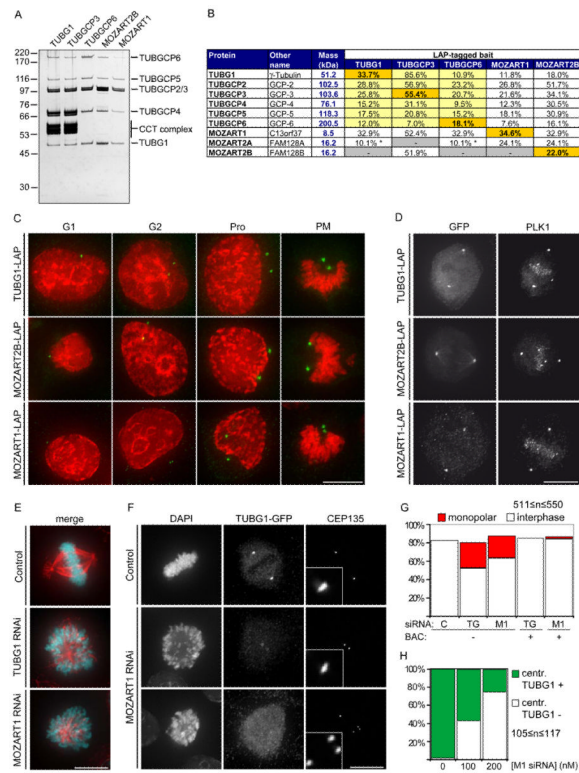 A
TUBG1
TUBGCP3
TUBGCP6
MOZART2B
MOZART1
220
170
116
97
76
66
53
45
30
TUBGCP6
TUBGCP5
TUBGCP2/3
TUBGCP4
CCT complex
TUBG1
B
Protein Other name Mass (kDa) LAP-tagged bait
TUBG1 TUBGCP3 TUBGCP6 MOZART1 MOZART2B
TUBG1 γ-Tubulin 51.2 33.7% 85.6% 10.9% 11.8% 18.0%
TUBGCP2 GCP-2 102.5 28.8% 56.9% 23.2% 26.8% 31.7%
TUBGCP3 GCP-3 103.6 25.8% 55.4% 20.7% 21.6% 34.1%
TUBGCP4 GCP-4 76.1 15.2% 31.1% 9.5% 12.3% 30.5%
TUBGCP5 GCP-5 118.3 17.5% 20.8% 15.2% 18.1% 30.9%
TUBGCP6 GCP-6 200.5 12.0% 7.0% 18.1% 7.6% 16.1%
MOZART1 C13orf37 8.5 32.9% 52.4% 32.9% 34.6% 32.9%
MOZART2A FAM128A 16.2 10.1% * - 10.1% * 24.1% 24.1%
MOZART2B FAM128B 16.2 - 51.9% - - 22.0%
C
G1 G2 Pro PM
TUBG1-LAP
MOZART2B-LAP
MOZART1-LAP
D
GFP PLK1
TUBG1-LAP
MOZART2B-LAP
MOZART1-LAP
E
merge
Control
TUBG1 RNAi
MOZART1 RNAi
F
DAPI TUBG1-GFP CEP135
Control
MOZART1 RNAi
G
511≤n≤550
monopolar interphase
80%
60%
40%
20%
siRNA: C TG M1 TG M1
BAC: - + +
H
80%
60%
40%
20%
centr. TUBG1 +
centr. TUBG1 -
105≤n≤117
0 100 200 [M1 siRNA] (nM)